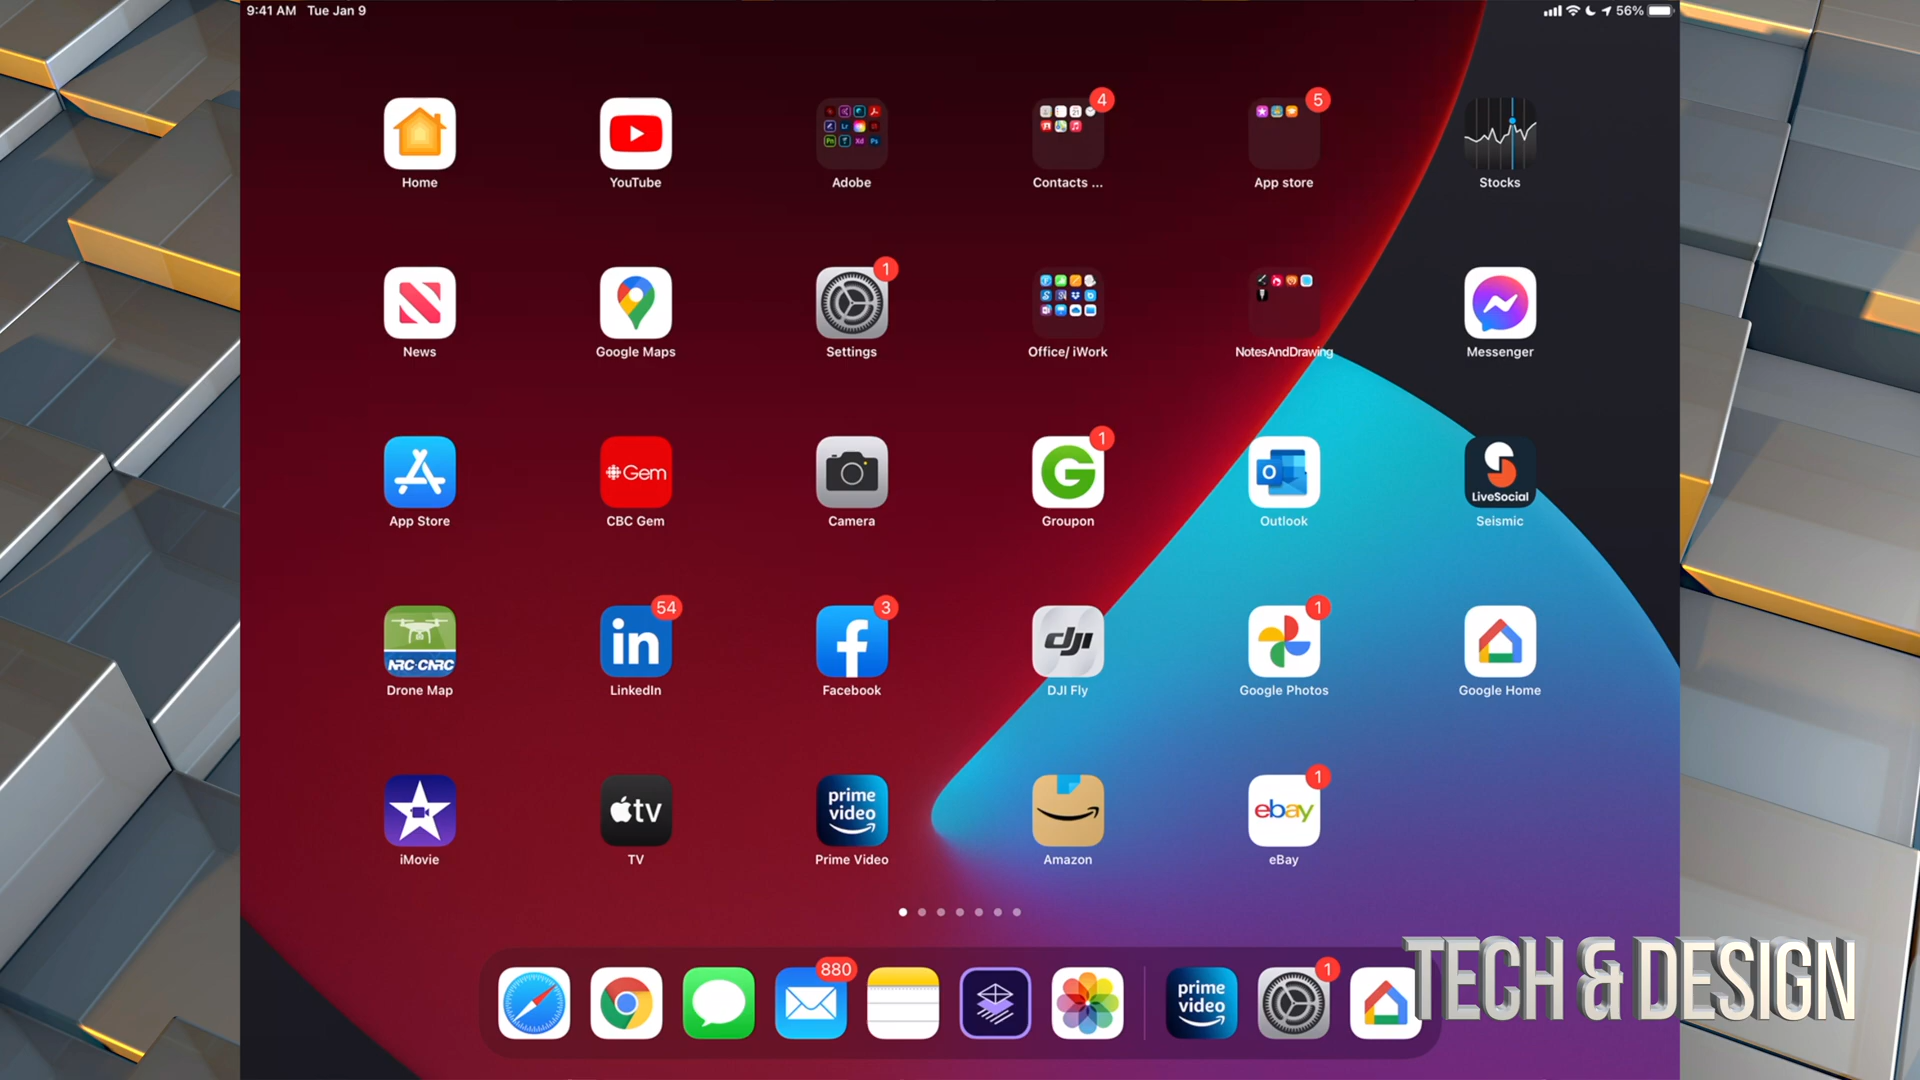 9:41 AM Tue Jan 9
56%
4
5
Home
YouTube
Adobe
Contacts ...
App store
Stocks
1
News
Google Maps
Settings
Office/ iWork
NotesAndDrawing
Messenger
1
Gem
LiveSocial
App Store
CBC Gem
Camera
Groupon
Outlook
Seismic
54
3
1
NRC·CNRC
in
dji
Drone Map
LinkedIn
Facebook
DJI Fly
Google Photos
Google Home
1
tv
prime
video
ebay
iMovie
TV
Prime Video
Amazon
eBay
880
1
prime
video
TECH & DESIGN